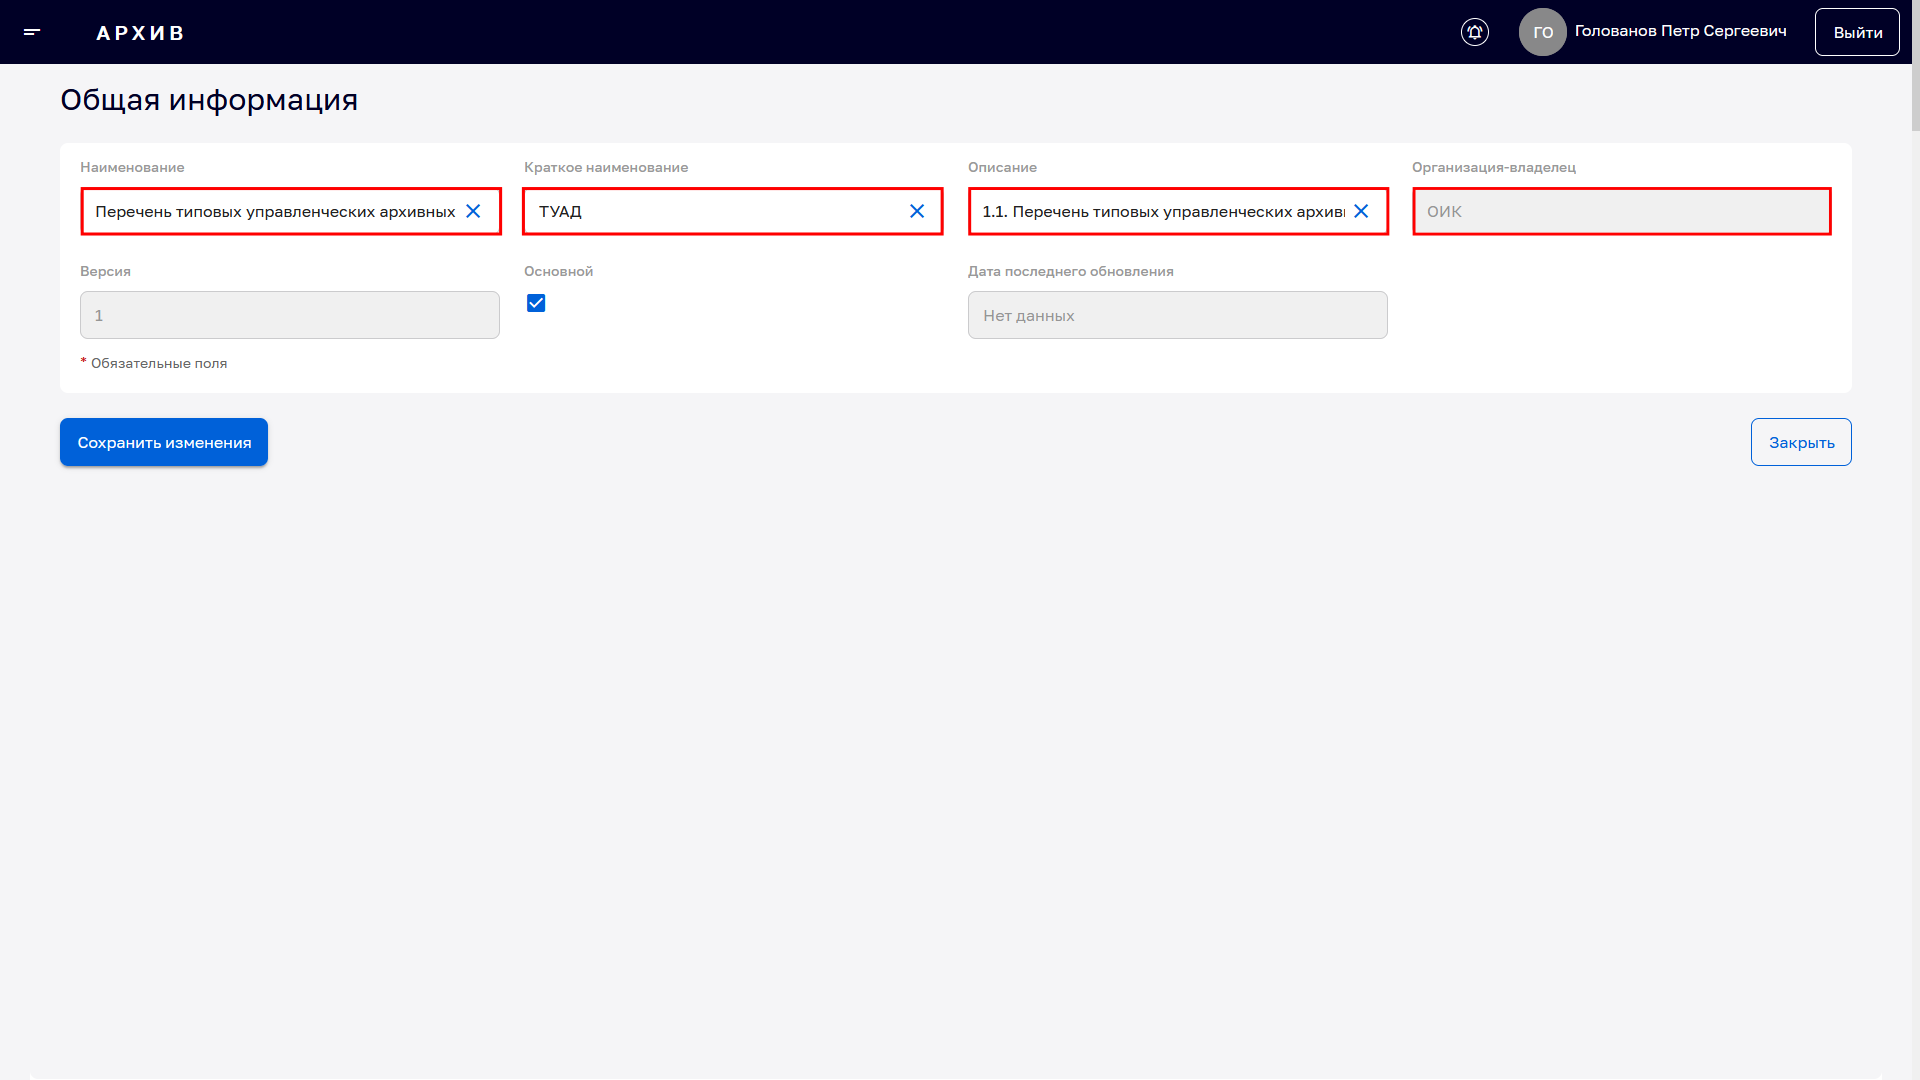 АРХИВ
ГО
Голованов Петр Сергеевич
Выйти
Общая информация
Наименование
Краткое наименование
Описание
Организация-владелец
Перечень типовых управленческих архивных
ТУАД
1.1. Перечень типовых управленческих архив
ОИК
Версия
Основной
Дата последнего обновления
1
Нет данных
* Обязательные поля
Сохранить изменения
Закрыть